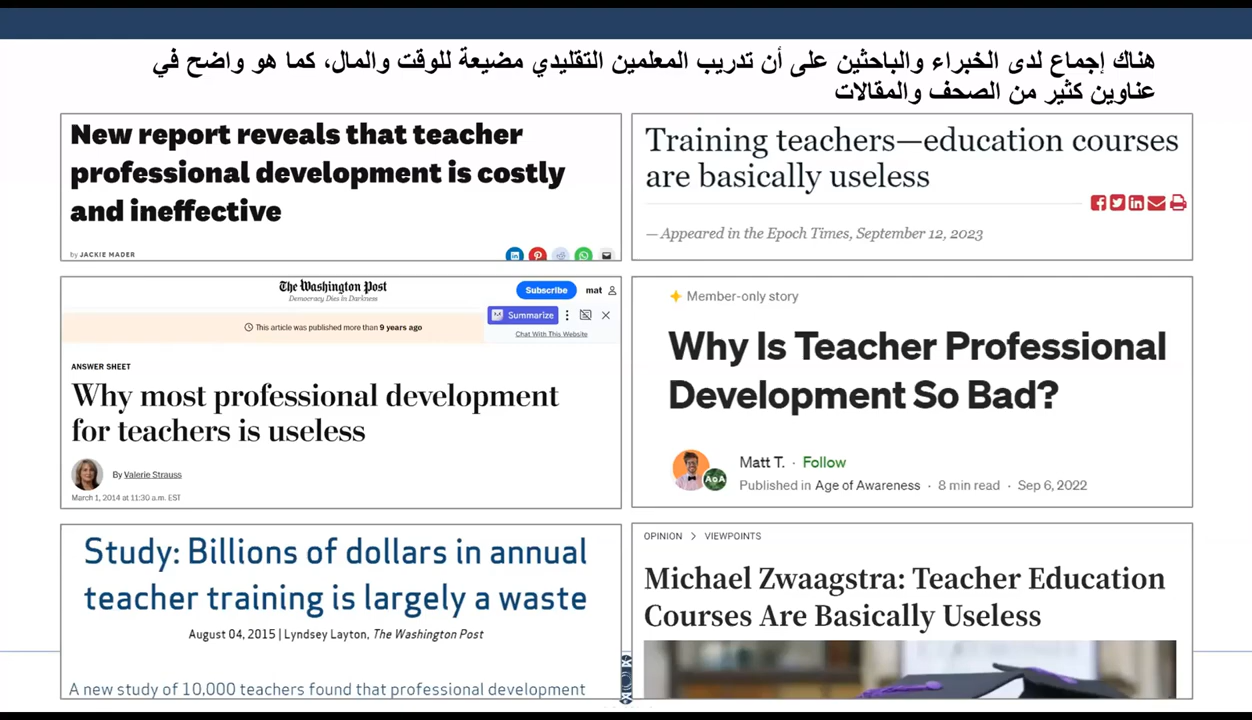 هناك إجماع لدى الخبراء والباحثين على أن تدريب المعلمين التقليدي مضيعة للوقت والمال، كما هو واضح في
عناوين كثير من الصحف والمقالات
New report reveals that teacher
professional development is costly
and ineffective
by JACKIE MADER
Training teachers—education courses
are basically useless
— Appeared in the Epoch Times, September 12, 2023
The Washington Post
Democracy Dies in Darkness
Subscribe
mat
Summarize
Chat With This Website
This article was published more than 9 years ago
ANSWER SHEET
Why most professional development
for teachers is useless
By Valerie Strauss
March 1, 2014 at 11:30 a.m. EST
Member-only story
Why Is Teacher Professional
Development So Bad?
Matt T. · Follow
AoA
Published in Age of Awareness · 8 min read · Sep 6, 2022
Study: Billions of dollars in annual
teacher training is largely a waste
August 04, 2015 | Lyndsey Layton, The Washington Post
A new study of 10,000 teachers found that professional development
OPINION > VIEWPOINTS
Michael Zwaagstra: Teacher Education
Courses Are Basically Useless